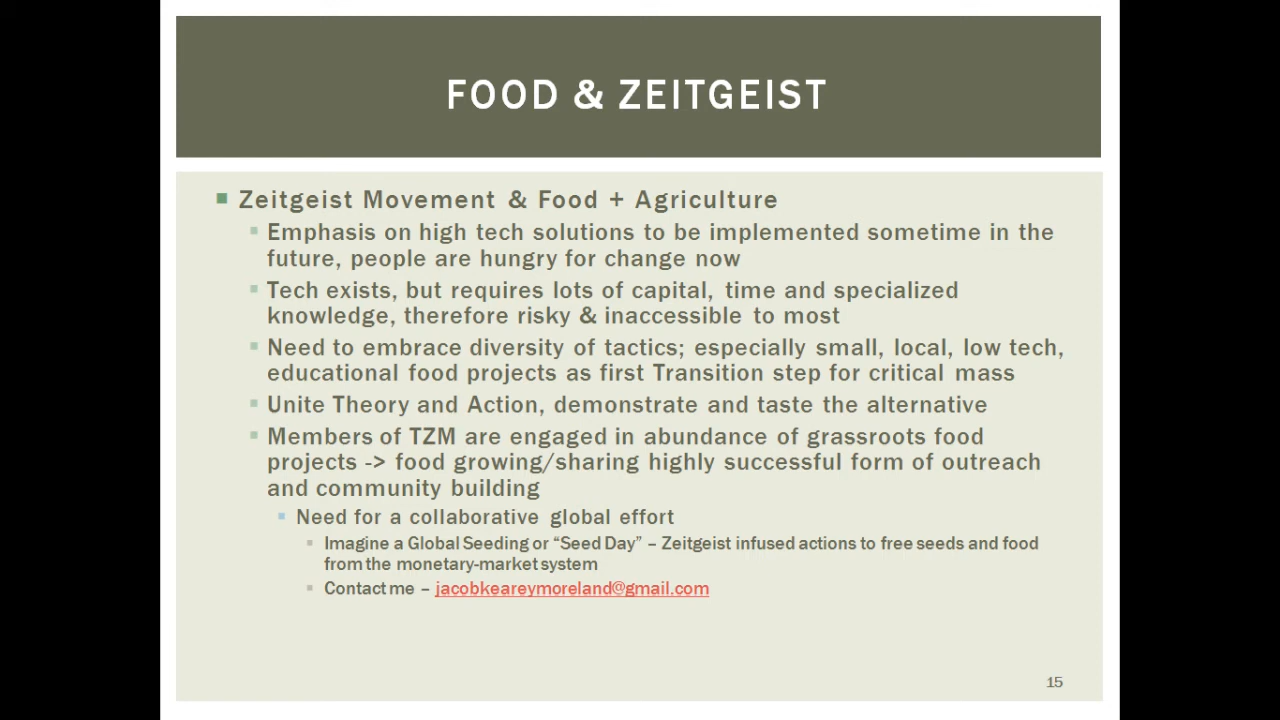 FOOD & ZEITGEIST
Zeitgeist Movement & Food + Agriculture
Emphasis on high tech solutions to be implemented sometime in the
future, people are hungry for change now
Tech exists, but requires lots of capital, time and specialized
knowledge, therefore risky & inaccessible to most
Need to embrace diversity of tactics; especially small, local, low tech,
educational food projects as first Transition step for critical mass
Unite Theory and Action, demonstrate and taste the alternative
Members of TZM are engaged in abundance of grassroots food
projects -> food growing/sharing highly successful form of outreach
and community building
Need for a collaborative global effort
Imagine a Global Seeding or “Seed Day” – Zeitgeist infused actions to free seeds and food
from the monetary-market system
Contact me – jacobkeareymoreland@gmail.com
15